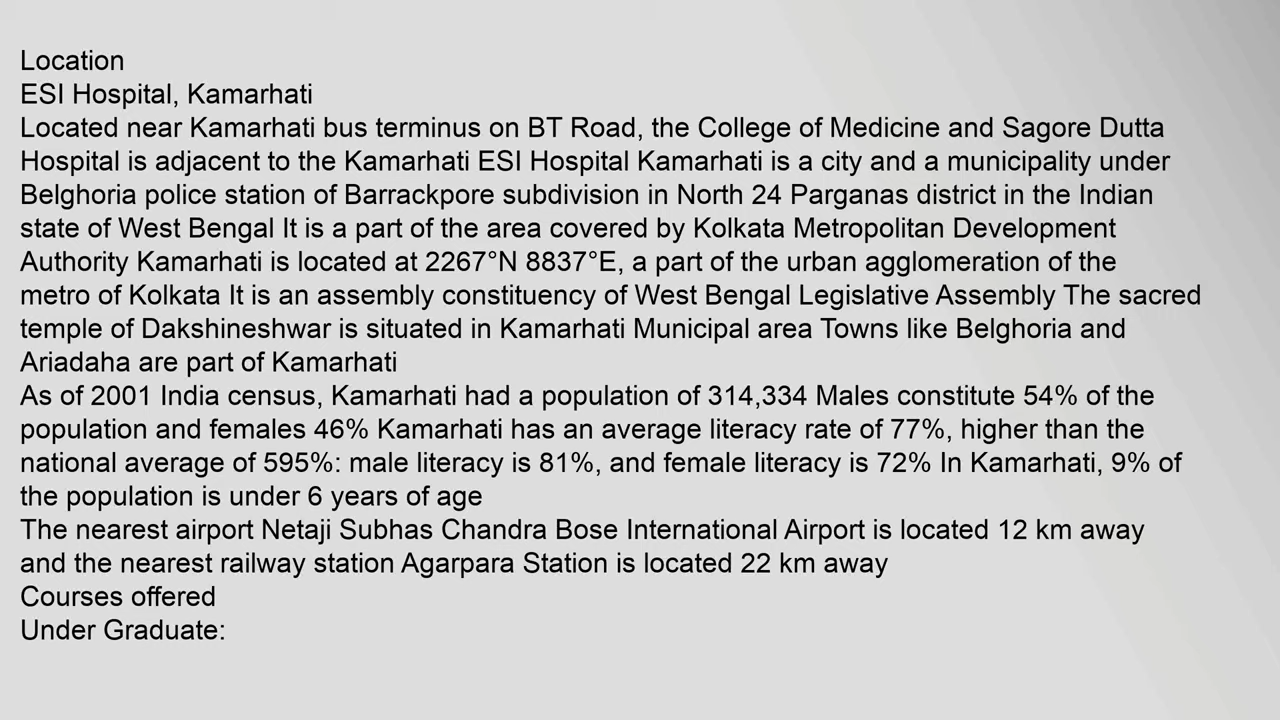 Location
ESI Hospital, Kamarhati
Located near Kamarhati bus terminus on BT Road, the College of Medicine and Sagore Dutta
Hospital is adjacent to the Kamarhati ESI Hospital Kamarhati is a city and a municipality under
Belghoria police station of Barrackpore subdivision in North 24 Parganas district in the Indian
state of West Bengal It is a part of the area covered by Kolkata Metropolitan Development
Authority Kamarhati is located at 2267°N 8837°E, a part of the urban agglomeration of the
metro of Kolkata It is an assembly constituency of West Bengal Legislative Assembly The sacred
temple of Dakshineshwar is situated in Kamarhati Municipal area Towns like Belghoria and
Ariadaha are part of Kamarhati
As of 2001 India census, Kamarhati had a population of 314,334 Males constitute 54% of the
population and females 46% Kamarhati has an average literacy rate of 77%, higher than the
national average of 595%: male literacy is 81%, and female literacy is 72% In Kamarhati, 9% of
the population is under 6 years of age
The nearest airport Netaji Subhas Chandra Bose International Airport is located 12 km away
and the nearest railway station Agarpara Station is located 22 km away
Courses offered
Under Graduate: